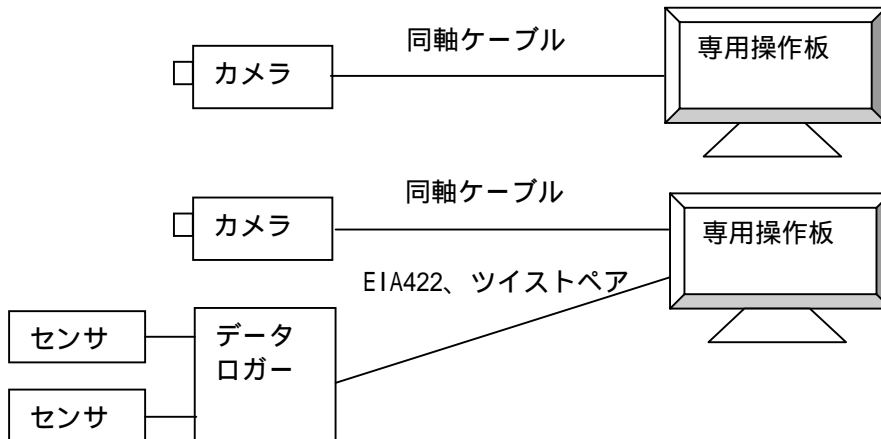 同軸ケーブル
カメラ
専用操作板
同軸ケーブル
カメラ
専用操作板
EIA422、ツイストペア
センサ
データ
ロガー
センサ